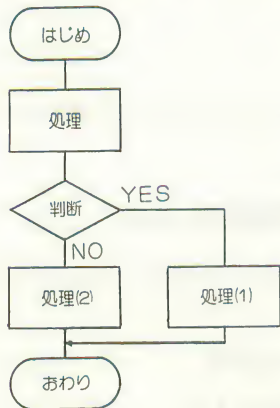 はじめ
処理
判断
YES
NO
処理(2)
処理(1)
おわり